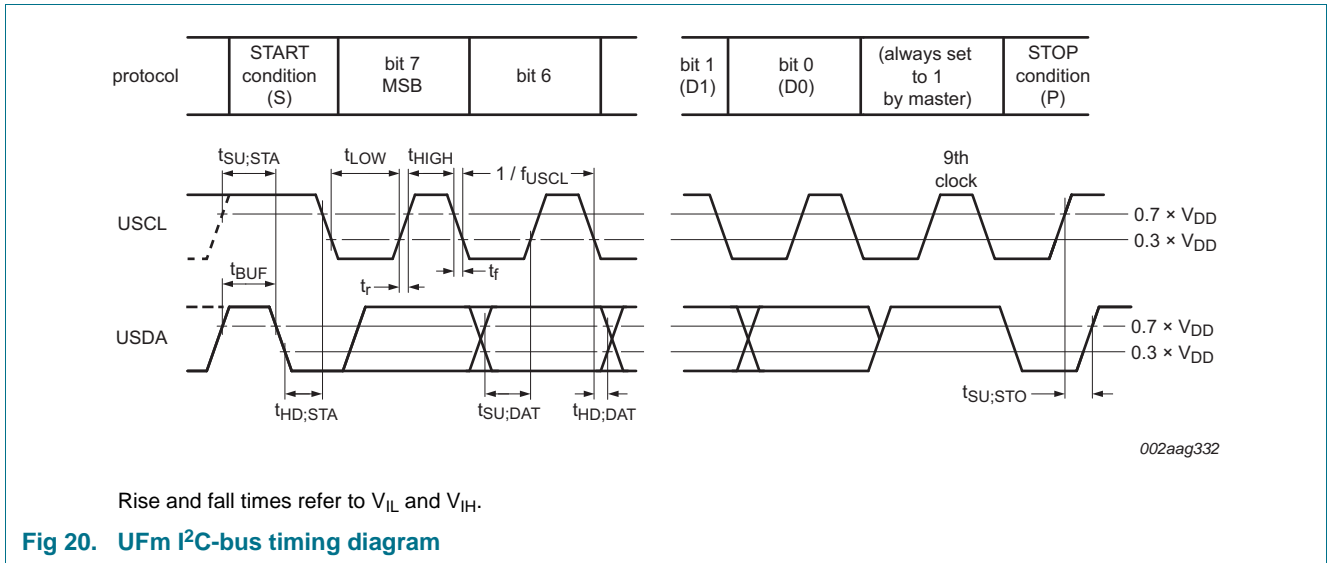 protocol
START
condition
(S)
bit 7
MSB
bit 6
bit 1
(D1)
bit 0
(D0)
(always set
to 1
by master)
STOP
condition
(P)
tSU;STA
tLOW
tHIGH
1 / fUSCL
9th
clock
USCL
0.7 × VDD
0.3 × VDD
tBUF
tr
tf
USDA
0.7 × VDD
0.3 × VDD
tHD;STA
tSU;DAT
tHD;DAT
tSU;STO
002aag332
Rise and fall times refer to VIL and VIH.
Fig 20. UFm I2C-bus timing diagram